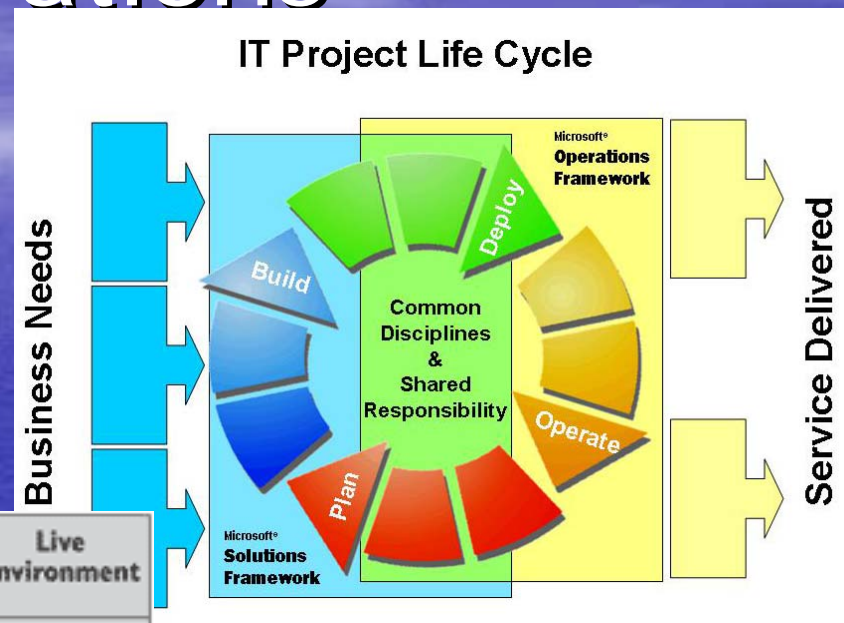 ations
IT Project Life Cycle
Microsoft®
Operations
Framework
Deploy
Build
Business Needs
Common
Disciplines
&
Shared
Responsibility
Service Delivered
Operate
Plan
Microsoft®
Solutions
Framework
Live
nvironment